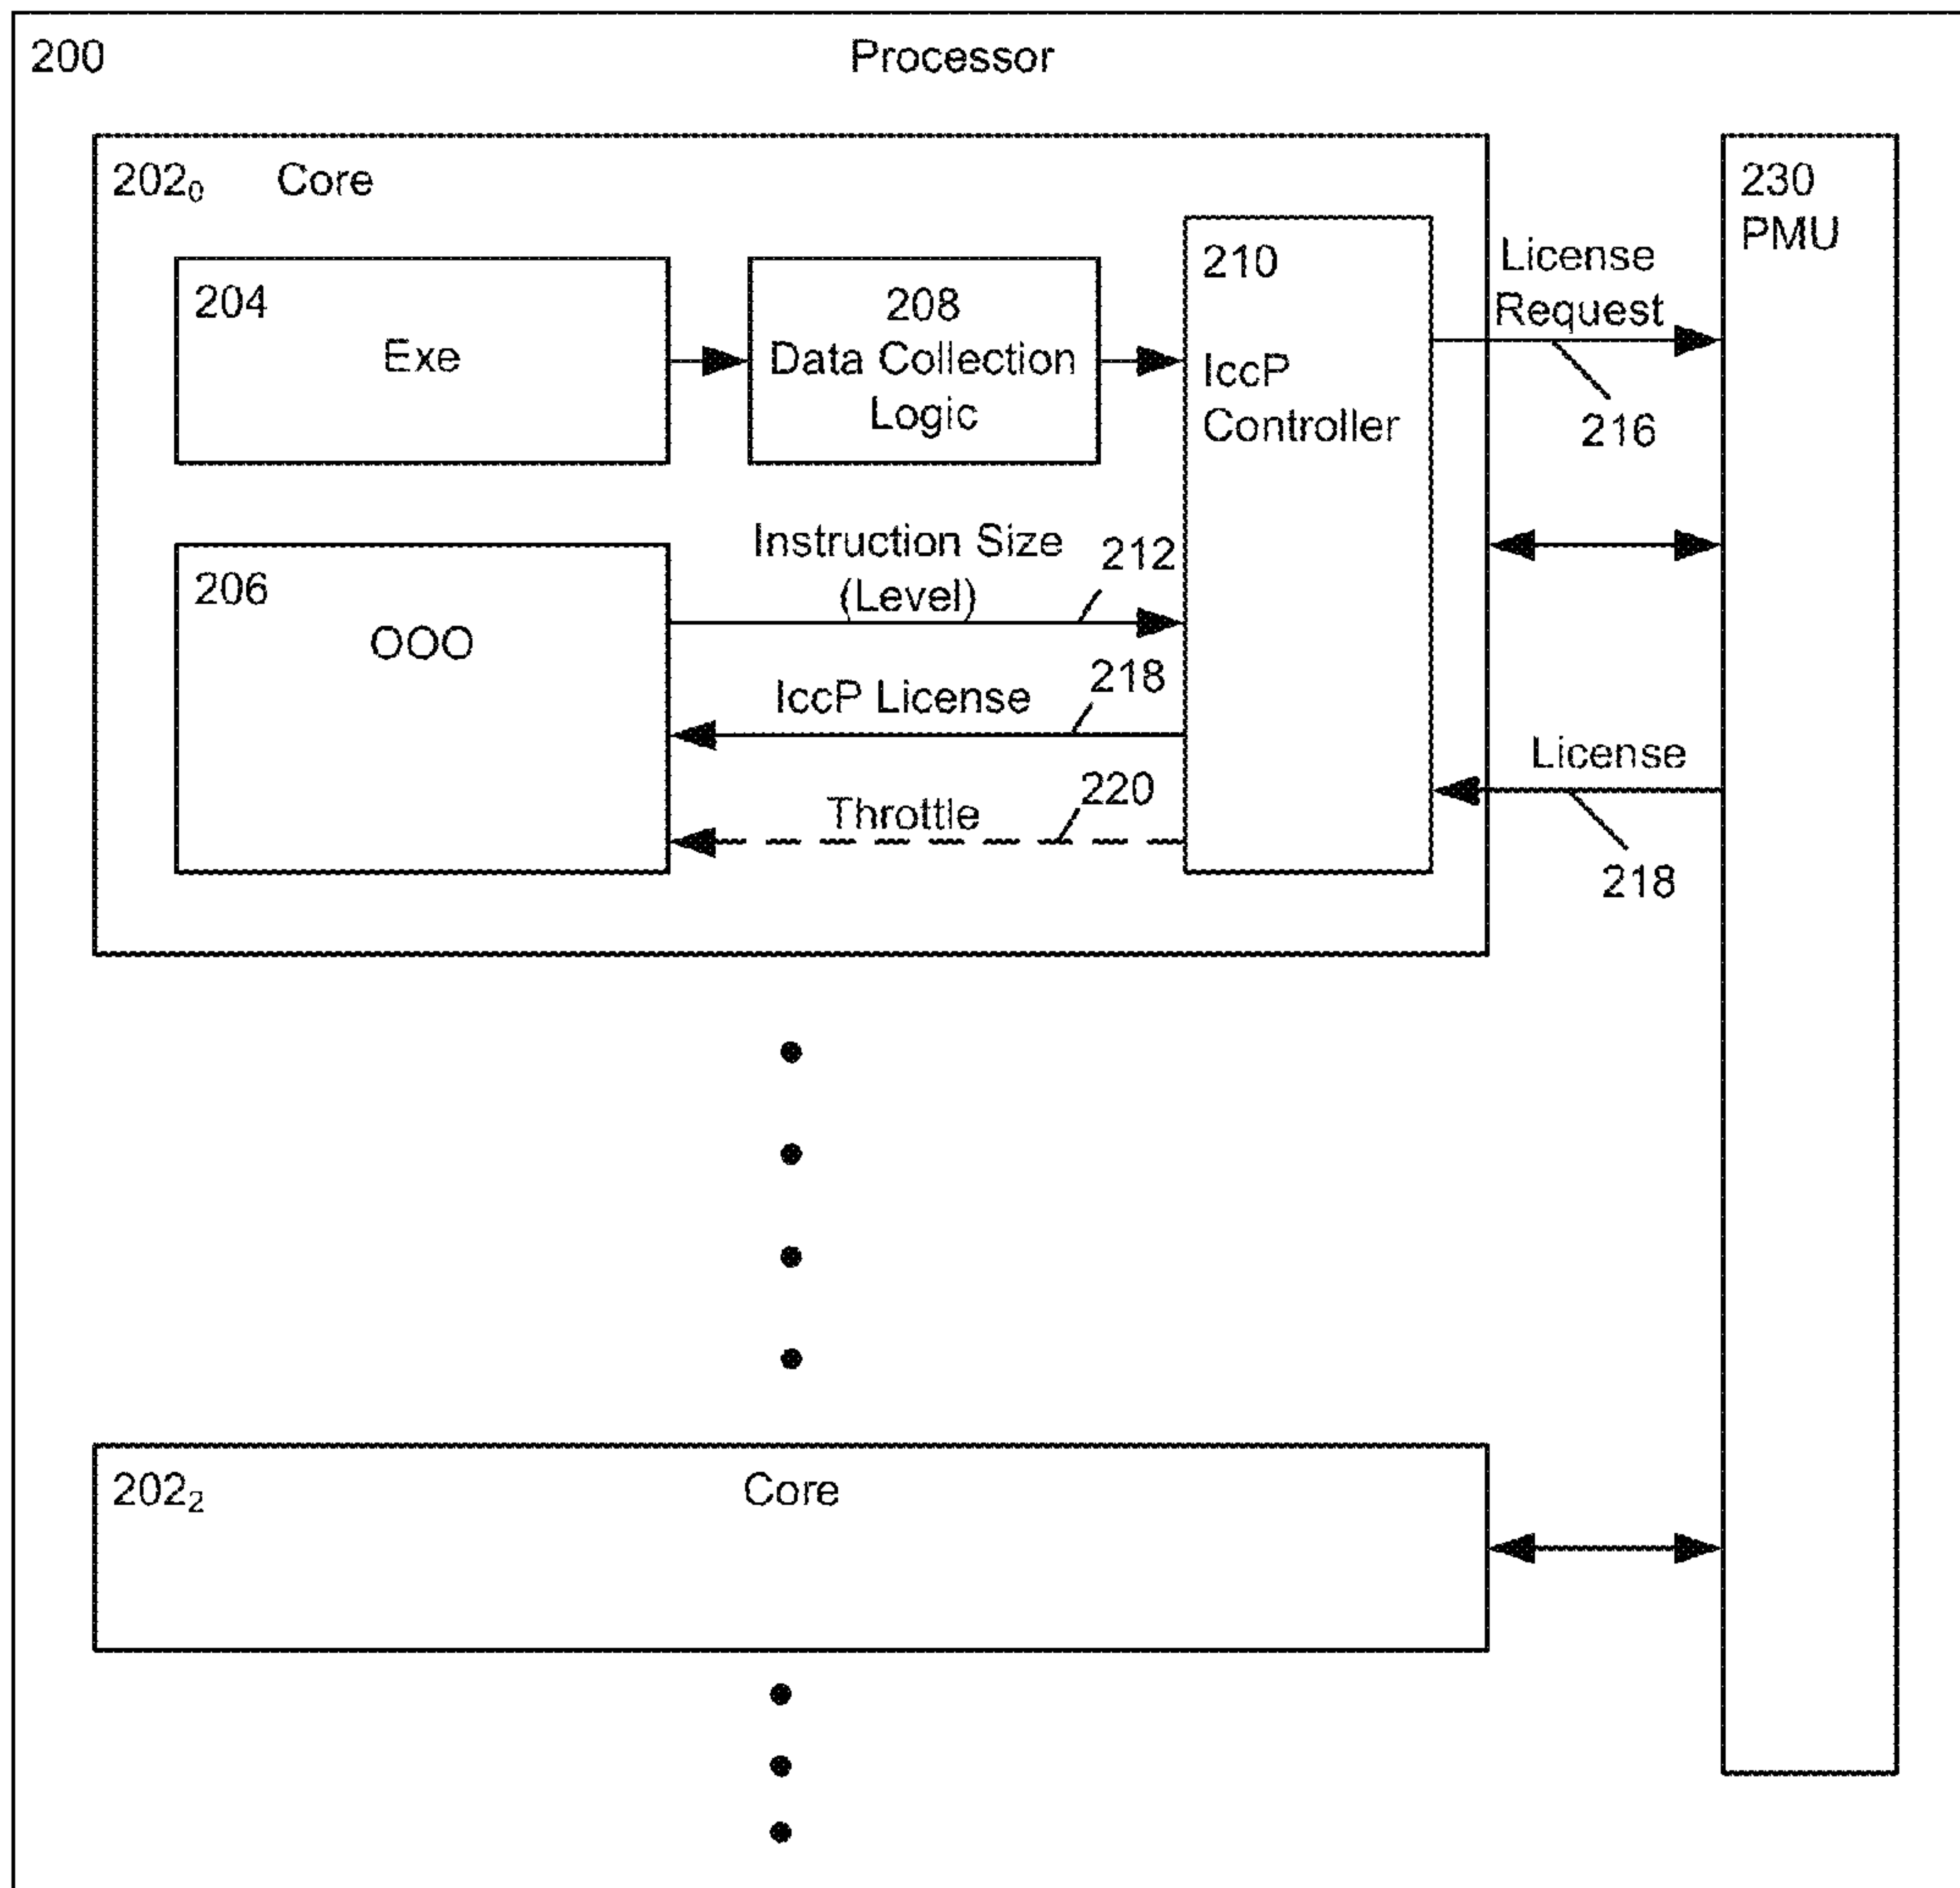 200
Processor
202₀
Core
204
Exe
208
Data Collection
Logic
210
IccP
Controller
License
Request
216
230
PMU
206
OOO
Instruction Size
(Level)
212
IccP License
218
Throttle
220
License
218
202₂
Core